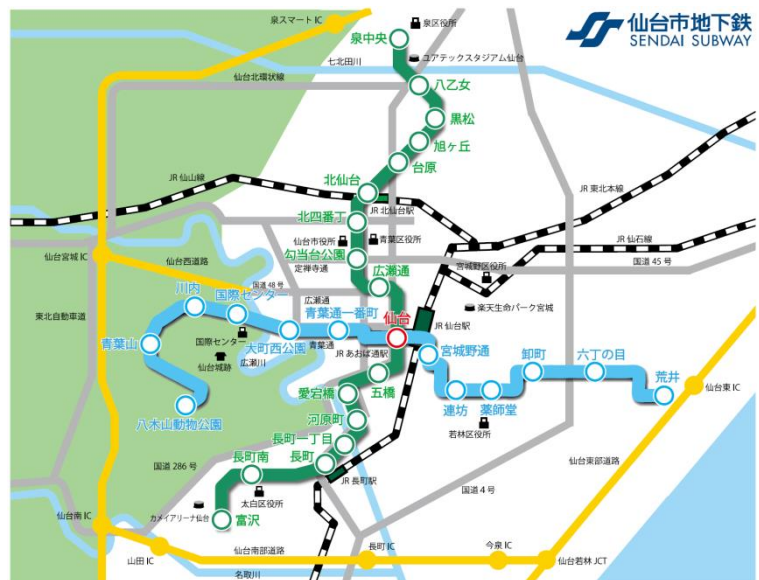 泉スマート IC
泉区役所
仙台市地下鉄
SENDAI SUBWAY
泉中央
ユアテックスタジアム仙台
七北田川
仙台北環状線
八乙女
黒松
旭ヶ丘
台原
JR 仙山線
北仙台
JR 東北本線
JR 北仙台駅
北四番丁
仙台市役所
青葉区役所
JR 仙石線
仙台宮城 IC
仙台西道路
勾当台公園
定禅寺通
国道 45 号
広瀬通
宮城野区役所
国道 48 号
川内
国際センター
広瀬通
青葉通一番町
楽天生命パーク宮城
東北自動車道
仙台
JR 仙台駅
青葉山
国際センター
大町西公園
青葉通
JR あおば通駅
宮城野通
卸町
六丁の目
仙台城跡
広瀬川
荒井
五橋
仙台東 IC
愛宕橋
連坊
薬師堂
八木山動物公園
河原町
若林区役所
長町一丁目
長町南
長町
仙台東部道路
国道 286 号
JR 長町駅
国道 4 号
太白区役所
カメイアリーナ仙台
富沢
仙台南 IC
仙台南部道路
長町 IC
今泉 IC
山田 IC
仙台若林 JCT
名取川